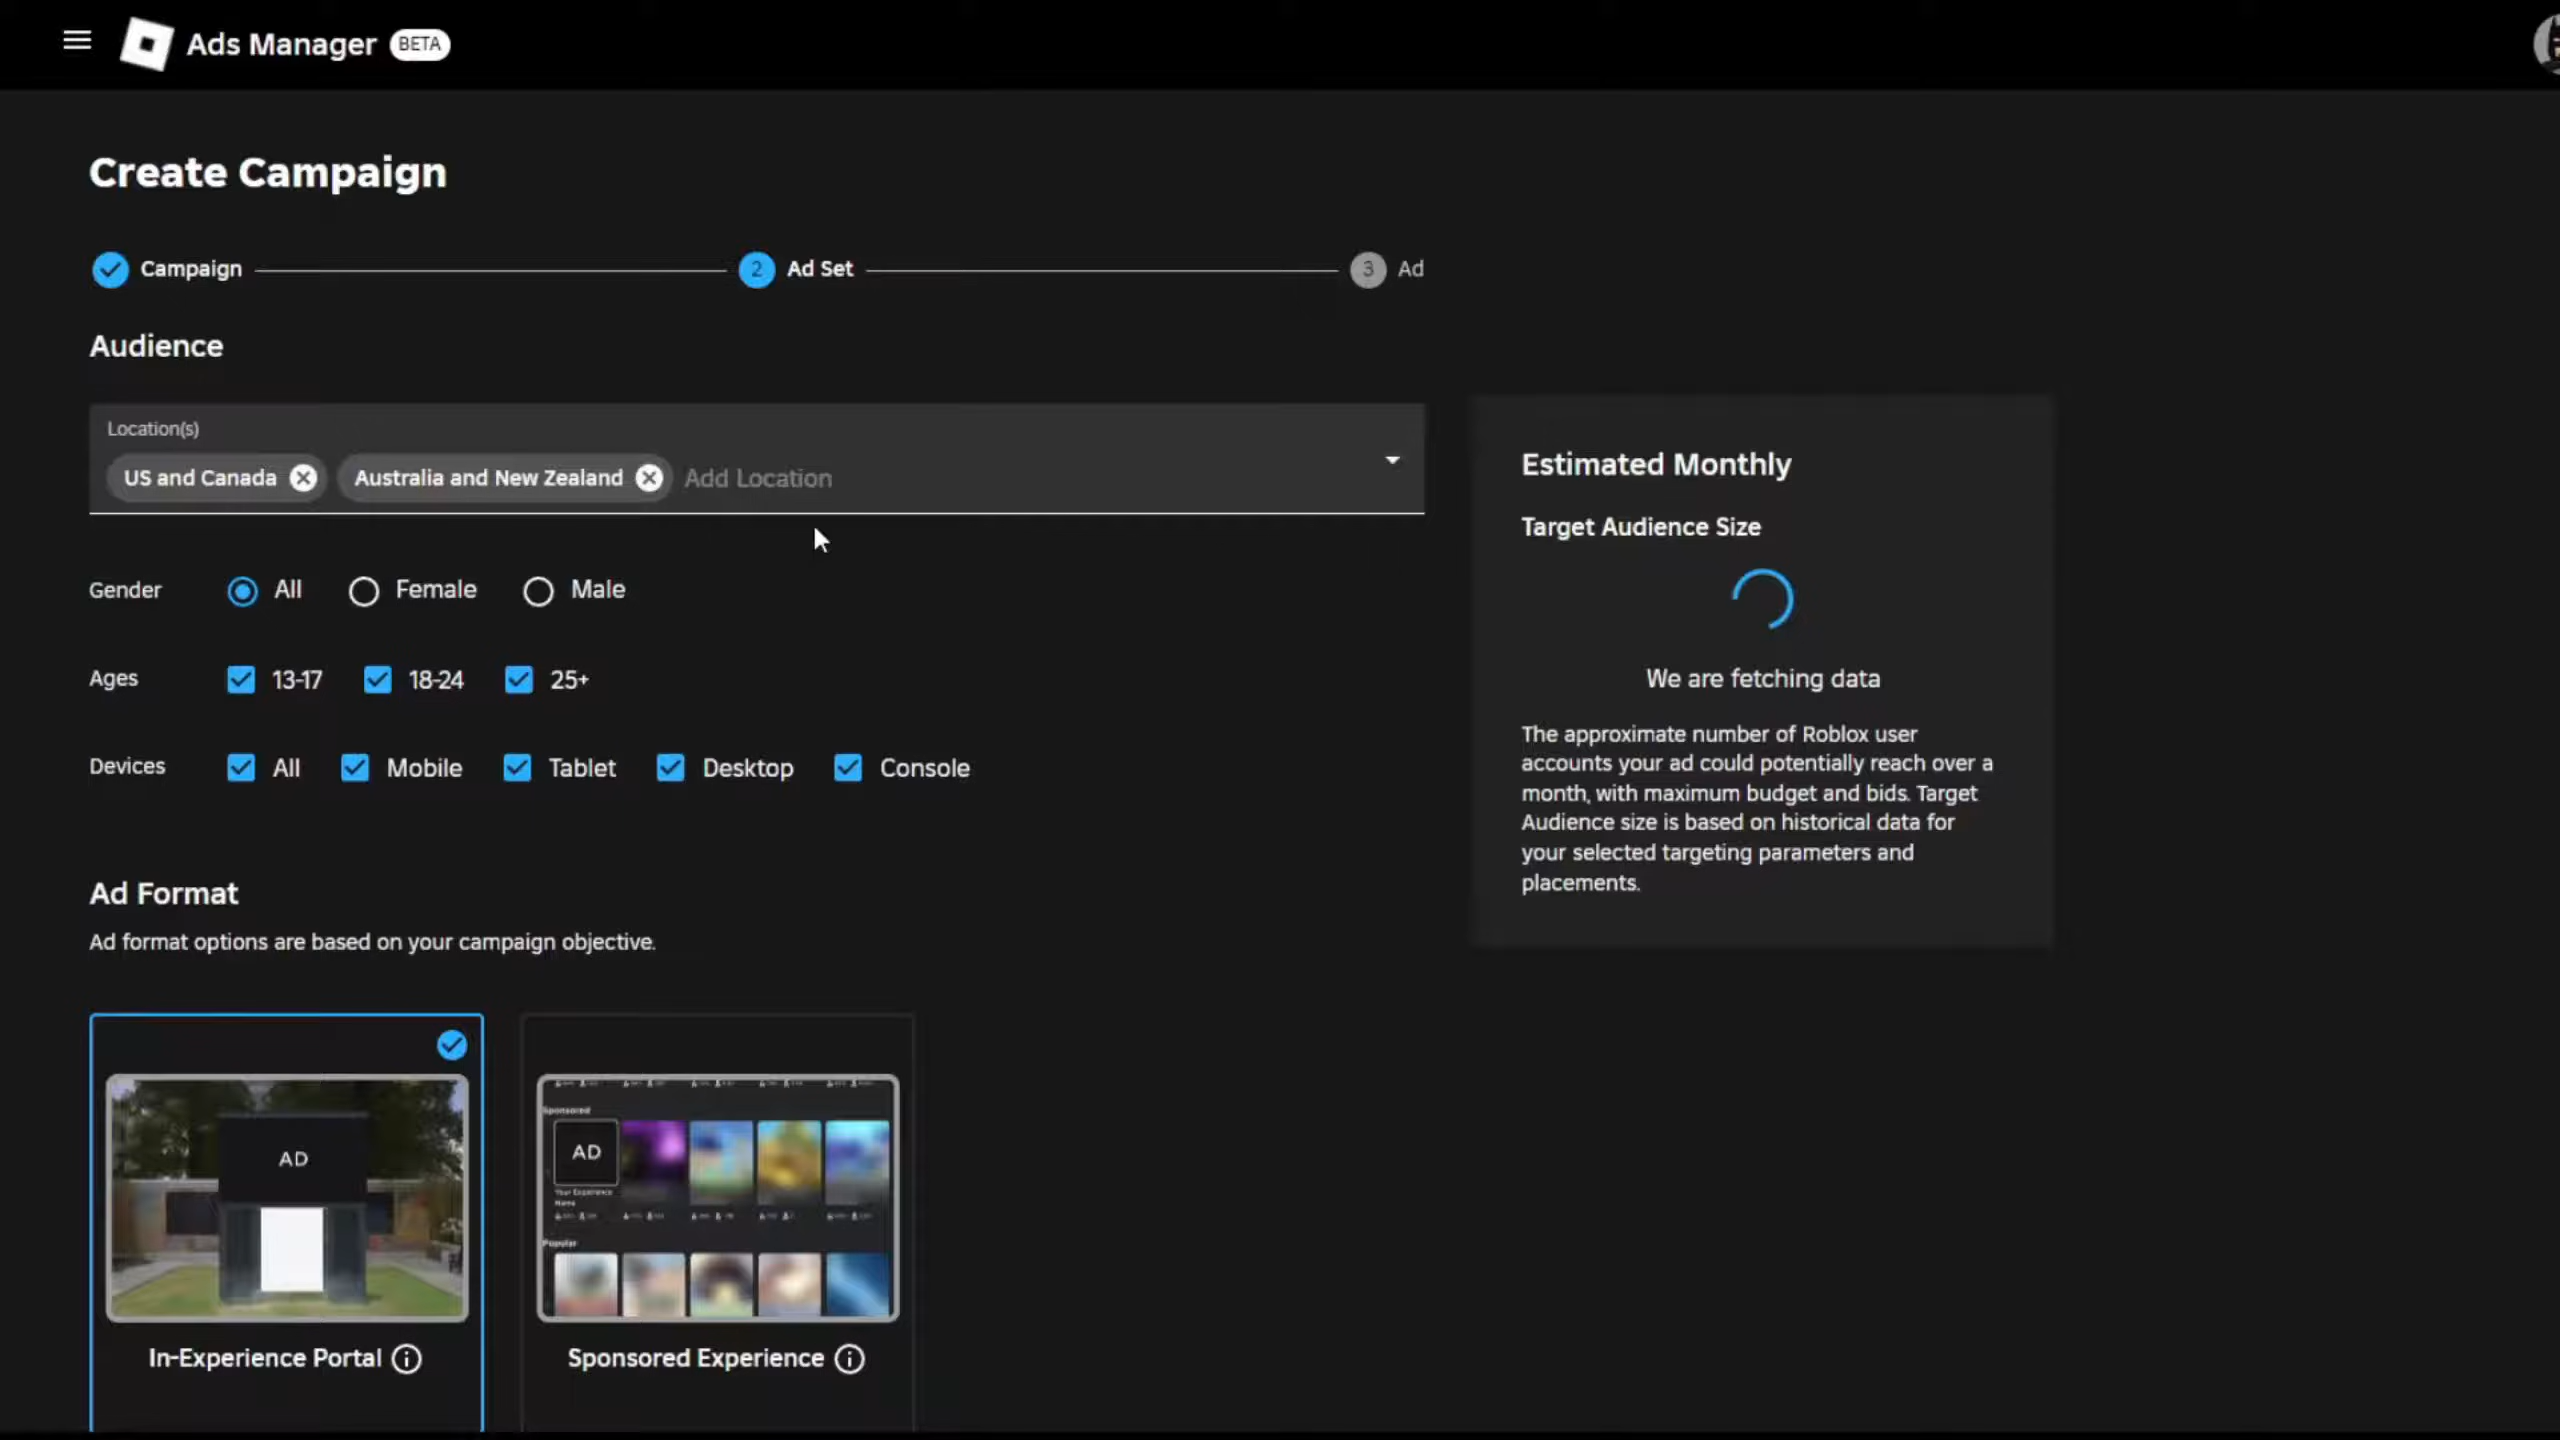 Ads Manager BETA
Create Campaign
Campaign
2 Ad Set
3 Ad
Audience
Location(s)
US and Canada Australia and New Zealand Add Location
Gender All Female Male
Ages 13-17 18-24 25+
Devices All Mobile Tablet Desktop Console
Estimated Monthly
Target Audience Size
We are fetching data
The approximate number of Roblox user
accounts your ad could potentially reach over a
month, with maximum budget and bids. Target
Audience size is based on historical data for
your selected targeting parameters and
placements.
Ad Format
Ad format options are based on your campaign objective.
AD
In-Experience Portal
Sponsored
AD
Your Experience
Name
Popular
Sponsored Experience